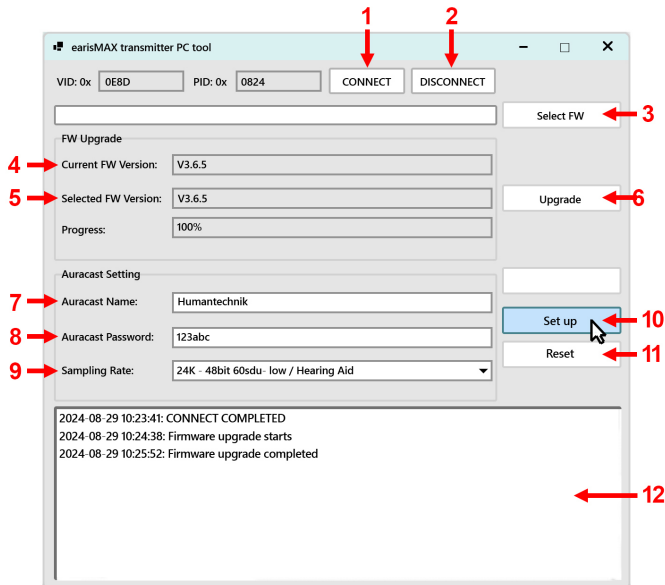 1 2
earisMAX transmitter PC tool
VID: 0x 0E8D PID: 0x 0824 CONNECT DISCONNECT
Select FW 3
FW Upgrade
4 Current FW Version: V3.6.5
5 Selected FW Version: V3.6.5 Upgrade 6
Progress: 100%
Auracast Setting
7 Auracast Name: Humantechnik
Set up 10
8 Auracast Password: 123abc
Reset 11
9 Sampling Rate: 24K - 48bit 60sdu- low / Hearing Aid
2024-08-29 10:23:41: CONNECT COMPLETED
2024-08-29 10:24:38: Firmware upgrade starts
2024-08-29 10:25:52: Firmware upgrade completed
12